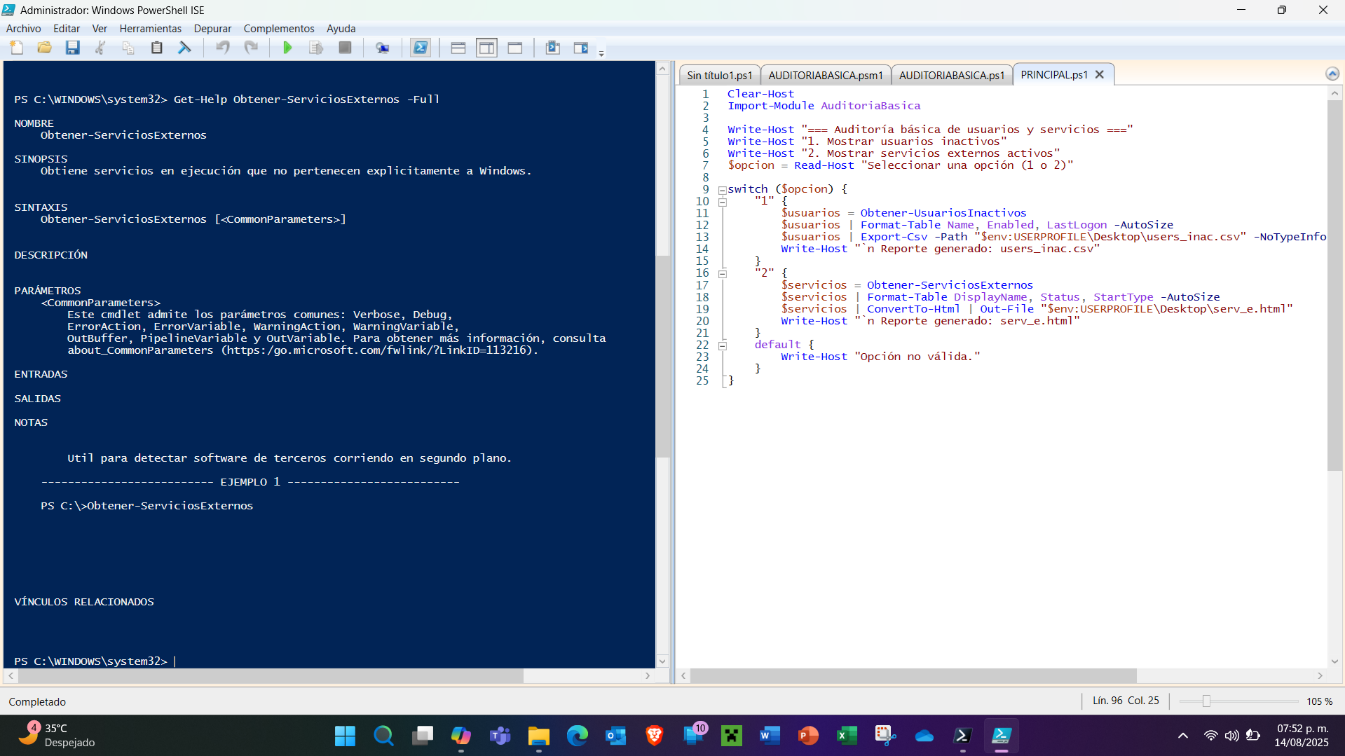 Administrador: Windows PowerShell ISE
Archivo Editar Ver Herramientas Depurar Complementos Ayuda
PS C:\WINDOWS\system32> Get-Help Obtener-ServiciosExternos -Full
NOMBRE
Obtener-ServiciosExternos
SINOPSIS
Obtiene servicios en ejecución que no pertenecen explicitamente a Windows.
SINTAXIS
Obtener-ServiciosExternos [<CommonParameters>]
DESCRIPCIÓN
PARÁMETROS
<CommonParameters>
Este cmdlet admite los parámetros comunes: Verbose, Debug,
ErrorAction, ErrorVariable, WarningAction, WarningVariable,
OutBuffer, PipelineVariable y OutVariable. Para obtener más información, consulta
about_CommonParameters (https:/go.microsoft.com/fwlink/?LinkID=113216).
ENTRADAS
SALIDAS
NOTAS
Util para detectar software de terceros corriendo en segundo plano.
-------------------------- EJEMPLO 1 --------------------------
PS C:\>Obtener-ServiciosExternos
VÍNCULOS RELACIONADOS
PS C:\WINDOWS\system32>
Sin título1.ps1 AUDITORIABASICA.psm1 AUDITORIABASICA.ps1 PRINCIPAL.ps1
1 Clear-Host
2 Import-Module AuditoriaBasica
3
4 Write-Host "=== Auditoría básica de usuarios y servicios ==="
5 Write-Host "1. Mostrar usuarios inactivos"
6 Write-Host "2. Mostrar servicios externos activos"
7 $opcion = Read-Host "Seleccionar una opción (1 o 2)"
8
9 switch ($opcion) {
10 "1" {
11 $usuarios = Obtener-UsuariosInactivos
12 $usuarios | Format-Table Name, Enabled, LastLogon -AutoSize
13 $usuarios | Export-Csv -Path "$env:USERPROFILE\Desktop\users_inac.csv" -NoTypeInfo
14 Write-Host "`n Reporte generado: users_inac.csv"
15 }
16 "2" {
17 $servicios = Obtener-ServiciosExternos
18 $servicios | Format-Table DisplayName, Status, StartType -AutoSize
19 $servicios | ConvertTo-Html | Out-File "$env:USERPROFILE\Desktop\serv_e.html"
20 Write-Host "`n Reporte generado: serv_e.html"
21 }
22 default {
23 Write-Host "Opción no válida."
24 }
25 }
Completado
Lín. 96 Col. 25
105 %
4
35°C
Despejado
10
07:52 p. m.
14/08/2025